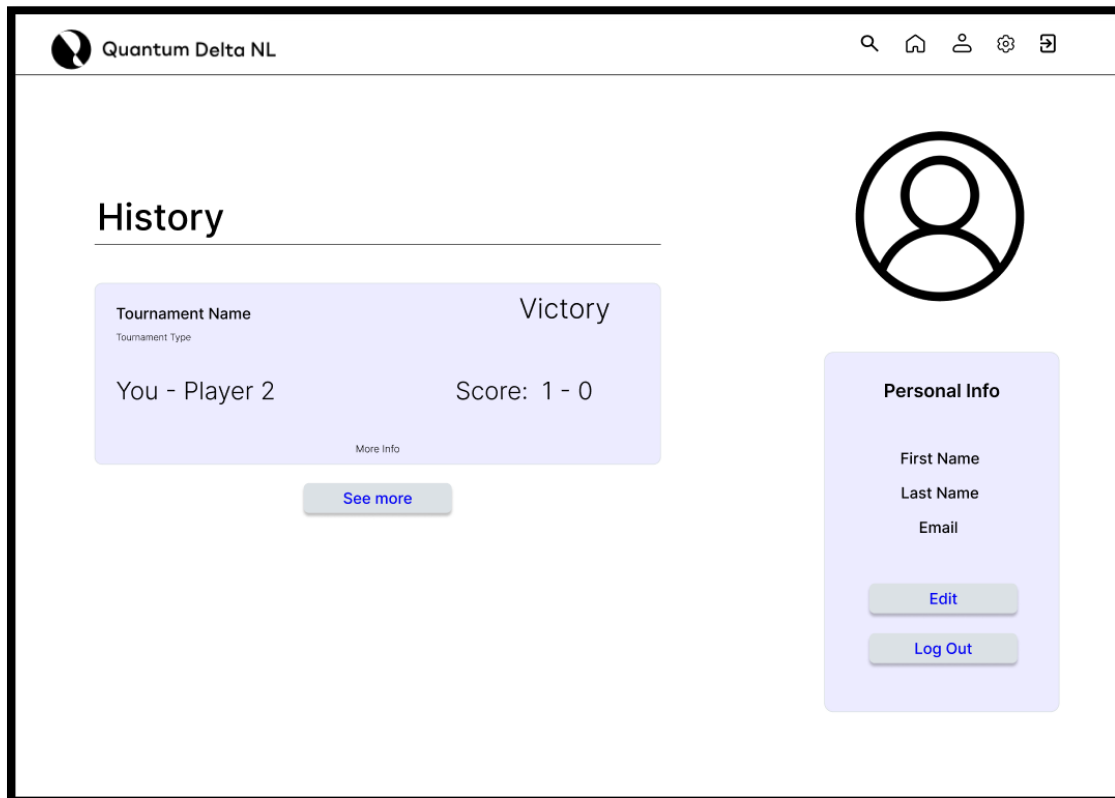 Quantum Delta NL
History
Tournament Name
Victory
Tournament Type
You - Player 2
Score: 1 - 0
More Info
See more
Personal Info
First Name
Last Name
Email
Edit
Log Out